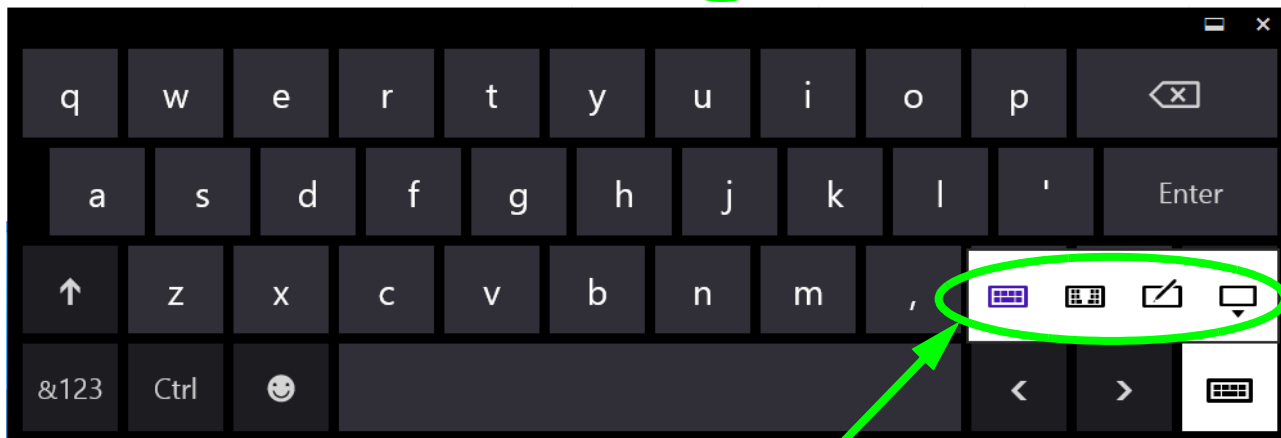 q w e r t y u i o p
a s d f g h j k l ' Enter
z x c v b n m ,
&123 Ctrl < >